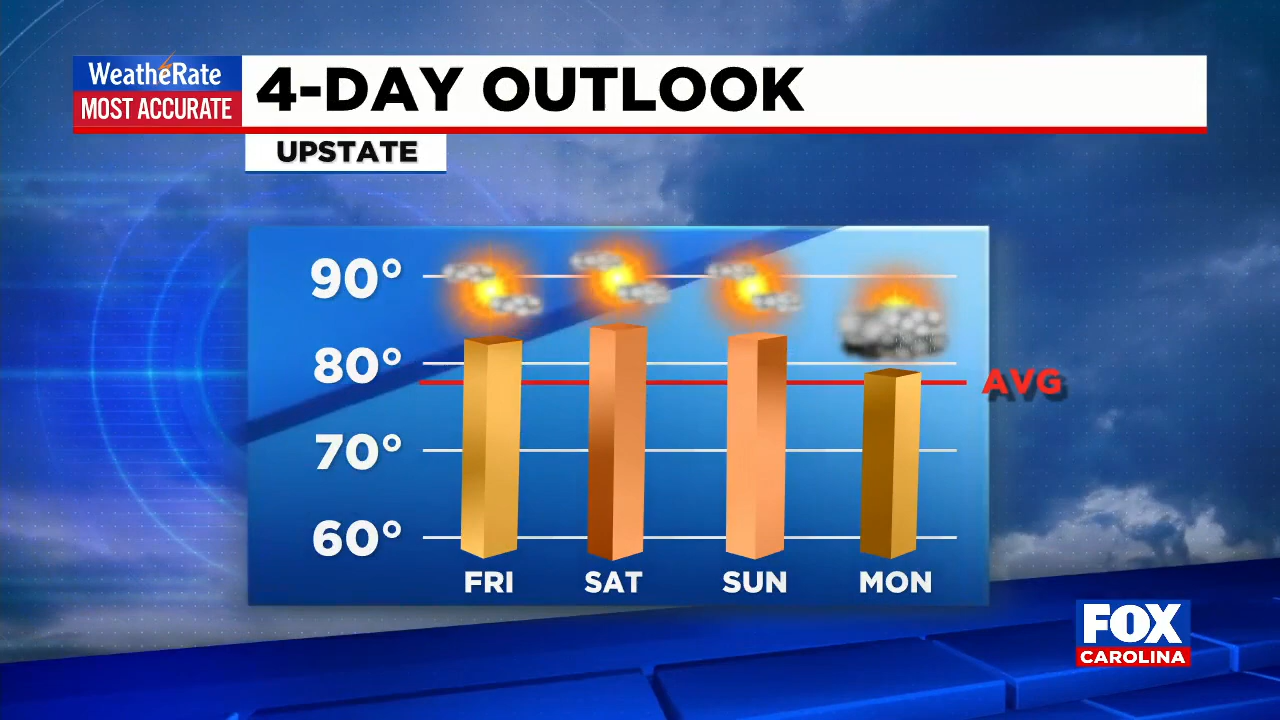 WeatheRate
MOST ACCURATE
4-DAY OUTLOOK
UPSTATE
90°
80°
AVG
70°
60°
FRI SAT SUN MON
FOX
CAROLINA